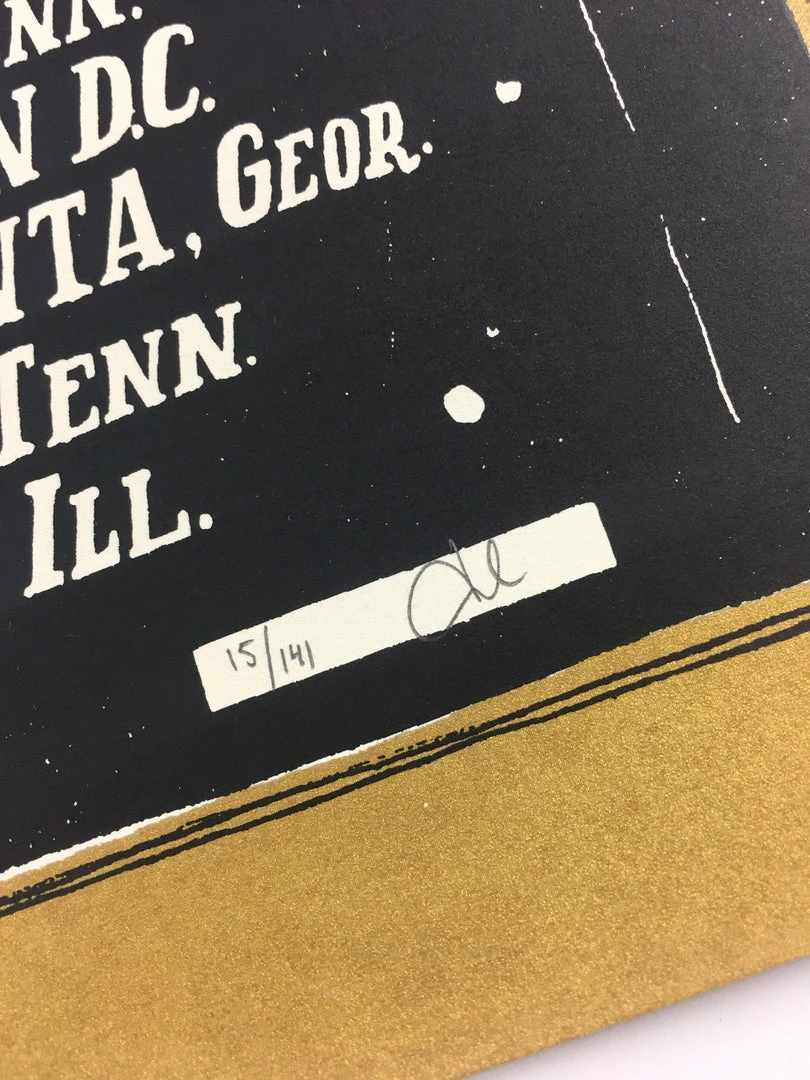 NN.
N D.C.
NTA, GEOR.
TENN.
ILL.
15/141